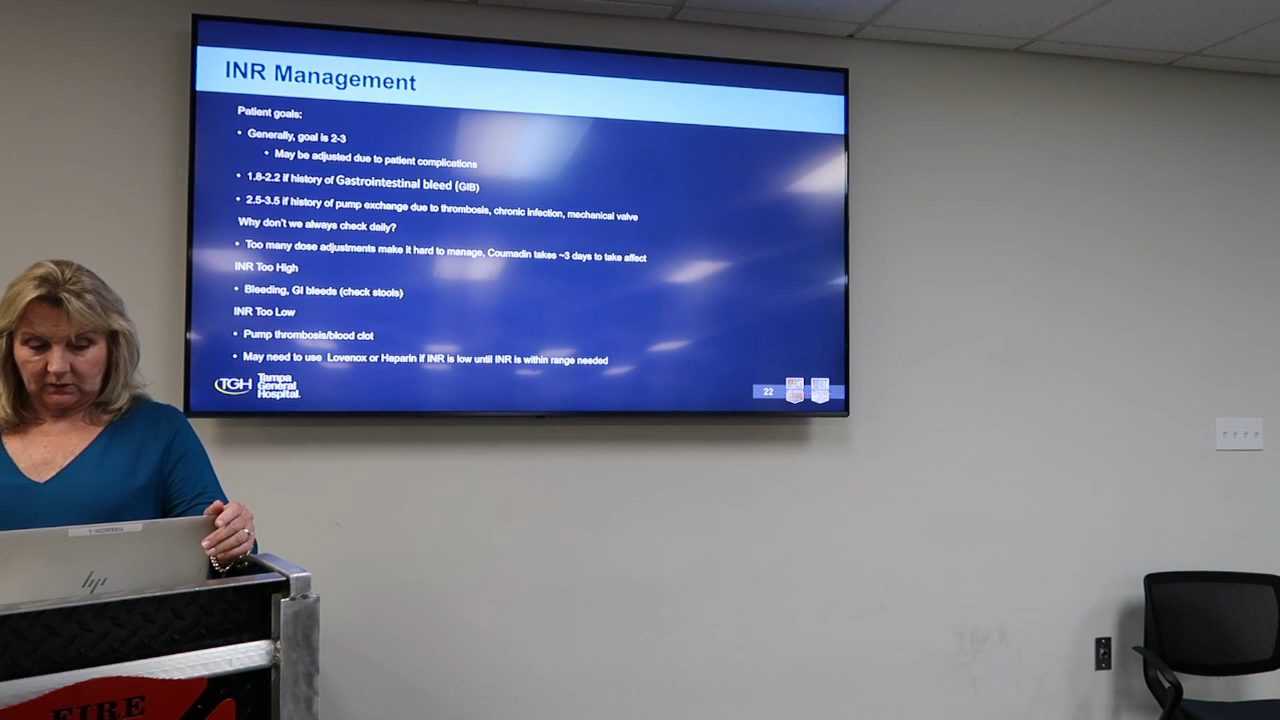 INR Management
Patient goals:
• Generally, goal is 2-3
• May be adjusted due to patient complications
• 1.8-2.2 if history of Gastrointestinal bleed (GIB)
• 2.5-3.5 if history of pump exchange due to thrombosis, chronic infection, mechanical valve
Why don't we always check daily?
• Too many dose adjustments make it hard to manage, Coumadin takes ~3 days to take affect
INR Too High
• Bleeding, GI bleeds (check stools)
INR Too Low
• Pump thrombosis/blood clot
• May need to use Lovenox or Heparin if INR is low until INR is within range needed
TGH
Tampa
General
Hospital.
22
hp
FIRE